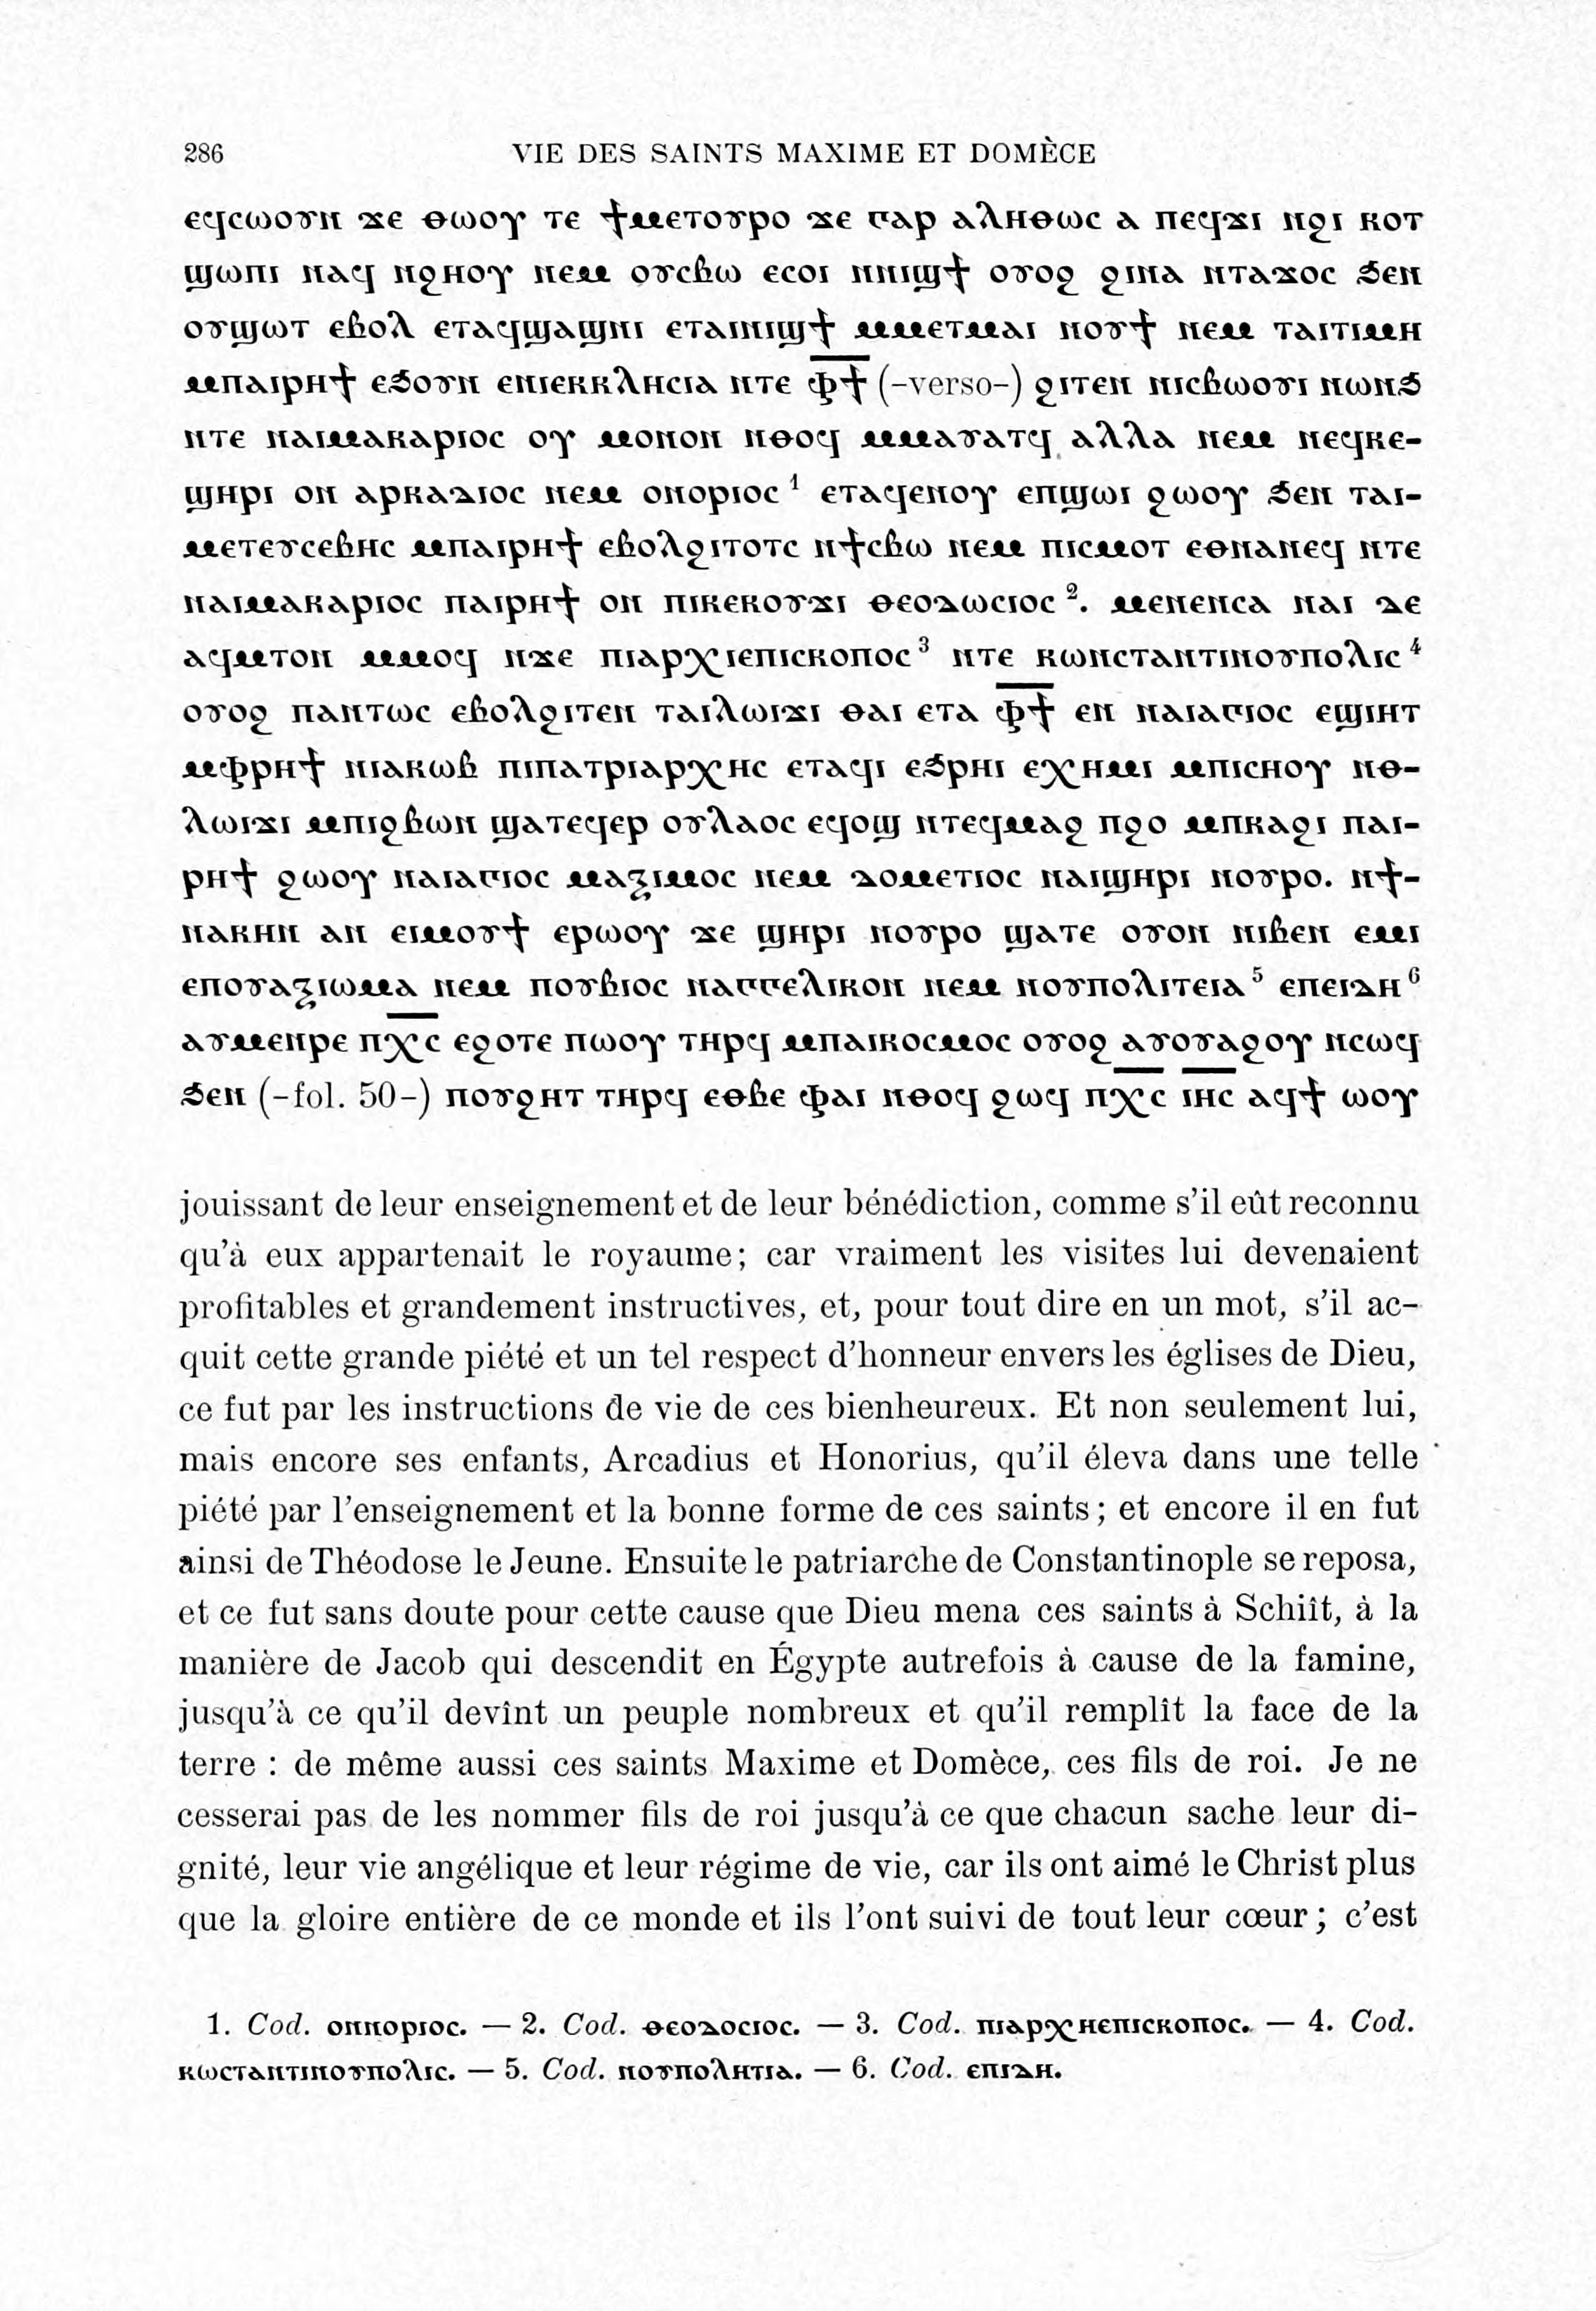 286 VIE DES SAINTS MAXIME ET DOMÈCE
ⲉϥⲥⲱⲟⲩⲛ ϫⲉ ⲑⲱⲟⲩ ⲧⲉ ϯⲙⲉⲧⲟⲩⲣⲟ ϫⲉ ⲅⲁⲣ ⲁⲗⲏⲑⲱⲥ ⲁ ⲡⲉϥϫⲓ ⲛϩⲓ ⲕⲟⲧ
ϣⲱⲡⲓ ⲛⲁϥ ⲛϩⲏⲟⲩ ⲛⲉⲙ ⲟⲩⲥⲃⲱ ⲉⲥⲟⲓ ⲛⲛⲓϣϯ ⲟⲩⲟϩ ϩⲓⲛⲁ ⲛⲧⲁϫⲟⲥ ϧⲉⲛ
ⲟⲩϣⲱⲧ ⲉⲃⲟⲗ ⲉⲧⲁϥϣⲁϣⲛⲓ ⲉⲧⲁⲓⲛⲓϣϯ ⲙⲙⲉⲧⲙⲁⲓ ⲛⲟⲩϯ ⲛⲉⲙ ⲧⲁⲓⲧⲓⲙⲏ
ⲙⲡⲁⲓⲣⲏϯ ⲉϧⲟⲩⲛ ⲉⲛⲓⲉⲕⲕⲗⲏⲥⲓⲁ ⲛⲧⲉ ⲫ̅ϯ̅ (-verso-) ϩⲓⲧⲉⲛ ⲛⲓⲥⲃⲱⲟⲩⲓ ⲛⲱⲛϧ
ⲛⲧⲉ ⲛⲁⲓⲙⲁⲕⲁⲣⲓⲟⲥ ⲟⲩ ⲙⲟⲛⲟⲛ ⲛⲑⲟϥ ⲙⲙⲁⲩⲁⲧϥ ⲁⲗⲗⲁ ⲛⲉⲙ ⲛⲉϥⲕⲉ-
ϣⲏⲣⲓ ⲟⲛ ⲁⲣⲕⲁⲇⲓⲟⲥ ⲛⲉⲙ ⲟⲛⲟⲣⲓⲟⲥ ¹ ⲉⲧⲁϥⲉⲛⲟⲩ ⲉⲡϣⲱⲓ ϩⲱⲟⲩ ϧⲉⲛ ⲧⲁⲓ-
ⲙⲉⲧⲉⲩⲥⲉⲃⲏⲥ ⲙⲡⲁⲓⲣⲏϯ ⲉⲃⲟⲗϩⲓⲧⲟⲧⲥ ⲛϯⲥⲃⲱ ⲛⲉⲙ ⲡⲓⲥⲙⲟⲧ ⲉⲑⲛⲁⲛⲉϥ ⲛⲧⲉ
ⲛⲁⲓⲙⲁⲕⲁⲣⲓⲟⲥ ⲡⲁⲓⲣⲏϯ ⲟⲛ ⲡⲓⲕⲉⲕⲟⲩϫⲓ ⲑⲉⲟⲇⲱⲥⲓⲟⲥ ². ⲙⲉⲛⲉⲛⲥⲁ ⲛⲁⲓ ⲇⲉ
ⲁϥⲙⲧⲟⲛ ⲙⲙⲟϥ ⲛϫⲉ ⲡⲓⲁⲣⲭⲓⲉⲡⲓⲥⲕⲟⲡⲟⲥ ³ ⲛⲧⲉ ⲕⲱⲛⲥⲧⲁⲛⲧⲓⲛⲟⲩⲡⲟⲗⲓⲥ ⁴
ⲟⲩⲟϩ ⲡⲁⲛⲧⲱⲥ ⲉⲃⲟⲗϩⲓⲧⲉⲛ ⲧⲁⲓⲗⲱⲓϫⲓ ⲑⲁⲓ ⲉⲧⲁ ⲫ̅ϯ̅ ⲉⲛ ⲛⲁⲓⲁⲅⲓⲟⲥ ⲉϣⲓⲏⲧ
ⲙⲫⲣⲏϯ ⲛⲓⲁⲕⲱⲃ ⲡⲓⲡⲁⲧⲣⲓⲁⲣⲭⲏⲥ ⲉⲧⲁϥⲓ ⲉϧⲣⲏⲓ ⲉⲭⲏⲙⲓ ⲙⲡⲓⲥⲏⲟⲩ ⲛⲑ-
ⲗⲱⲓϫⲓ ⲙⲡⲓϩⲃⲱⲛ ϣⲁⲧⲉϥⲉⲣ ⲟⲩⲗⲁⲟⲥ ⲉϥⲟϣ ⲛⲧⲉϥⲙⲁϩ ⲡϩⲟ ⲙⲡⲕⲁϩⲓ ⲡⲁⲓ-
ⲣⲏϯ ϩⲱⲟⲩ ⲛⲁⲓⲁⲅⲓⲟⲥ ⲙⲁⲝⲓⲙⲟⲥ ⲛⲉⲙ ⲇⲟⲙⲉⲧⲓⲟⲥ ⲛⲁⲓϣⲏⲣⲓ ⲛⲟⲩⲣⲟ. ⲛϯ-
ⲛⲁⲕⲏⲛ ⲁⲛ ⲉⲓⲙⲟⲩϯ ⲉⲣⲱⲟⲩ ϫⲉ ϣⲏⲣⲓ ⲛⲟⲩⲣⲟ ϣⲁⲧⲉ ⲟⲩⲟⲛ ⲛⲓⲃⲉⲛ ⲉⲙⲓ
ⲉⲡⲟⲩⲁⲝⲓⲱⲙⲁ ⲛⲉⲙ ⲡⲟⲩⲃⲓⲟⲥ ⲛⲁⲅⲅⲉⲗⲓⲕⲟⲛ ⲛⲉⲙ ⲛⲟⲩⲡⲟⲗⲓⲧⲉⲓⲁ ⁵ ⲉⲡⲉⲓⲇⲏ ⁶
ⲁⲩⲙⲉⲛⲣⲉ ⲡⲭ̅ⲥ̅ ⲉϩⲟⲧⲉ ⲡⲱⲟⲩ ⲧⲏⲣϥ ⲙⲡⲁⲓⲕⲟⲥⲙⲟⲥ ⲟⲩⲟϩ ⲁⲩⲟⲩⲁϩⲟⲩ ⲛⲥⲱϥ
ϧⲉⲛ (-fol. 50-) ⲡⲟⲩϩⲏⲧ ⲧⲏⲣϥ ⲉⲑⲃⲉ ⲫⲁⲓ ⲛⲑⲟϥ ϩⲱϥ ⲡⲭ̅ⲥ̅ ⲓⲏ̅ⲥ̅ ⲁϥϯ ⲱⲟⲩ
jouissant de leur enseignement et de leur bénédiction, comme s'il eût reconnu
qu'à eux appartenait le royaume; car vraiment les visites lui devenaient
profitables et grandement instructives, et, pour tout dire en un mot, s'il ac-
quit cette grande piété et un tel respect d'honneur envers les églises de Dieu,
ce fut par les instructions de vie de ces bienheureux. Et non seulement lui,
mais encore ses enfants, Arcadius et Honorius, qu'il éleva dans une telle
piété par l'enseignement et la bonne forme de ces saints; et encore il en fut
ainsi de Théodose le Jeune. Ensuite le patriarche de Constantinople se reposa,
et ce fut sans doute pour cette cause que Dieu mena ces saints à Schiît, à la
manière de Jacob qui descendit en Égypte autrefois à cause de la famine,
jusqu'à ce qu'il devînt un peuple nombreux et qu'il remplît la face de la
terre : de même aussi ces saints Maxime et Domèce, ces fils de roi. Je ne
cesserai pas de les nommer fils de roi jusqu'à ce que chacun sache leur di-
gnité, leur vie angélique et leur régime de vie, car ils ont aimé le Christ plus
que la gloire entière de ce monde et ils l'ont suivi de tout leur cœur; c'est
1. Cod. ⲟⲛⲛⲟⲣⲓⲟⲥ. — 2. Cod. ⲑⲉⲟⲇⲟⲥⲓⲟⲥ. — 3. Cod. ⲡⲓⲁⲣⲭⲏⲉⲡⲓⲥⲕⲟⲡⲟⲥ. — 4. Cod.
ⲕⲱⲥⲧⲁⲛⲧⲓⲛⲟⲩⲡⲟⲗⲓⲥ. — 5. Cod. ⲛⲟⲩⲡⲟⲗⲏⲧⲓⲁ. — 6. Cod. ⲉⲡⲓⲇⲏ.